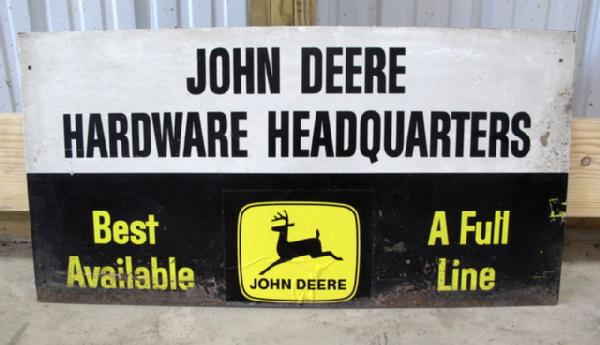 JOHN DEERE
HARDWARE HEADQUARTERS
Best
Available
JOHN DEERE
A Full
Line